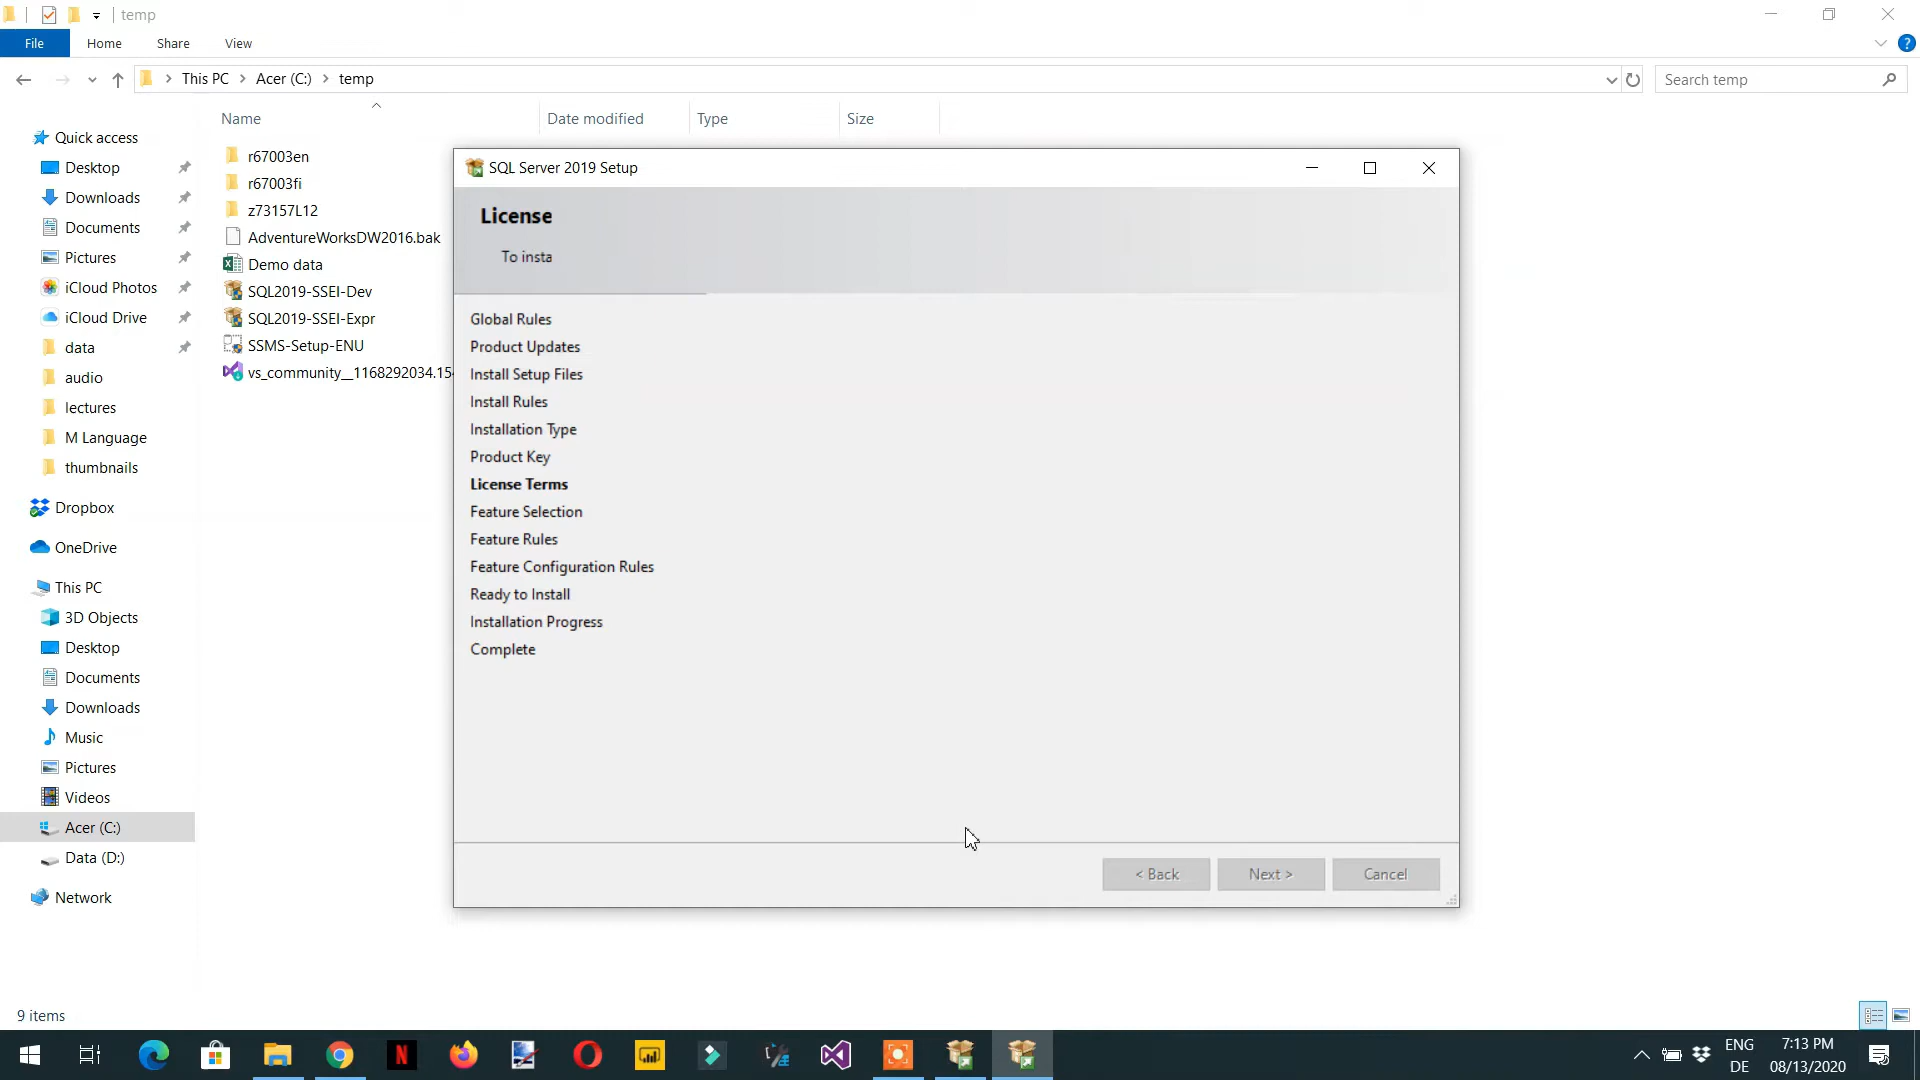 temp
File Home Share View
This PC Acer (C:) temp
Search temp
Name Date modified Type Size
Quick access
Desktop
Downloads
Documents
Pictures
iCloud Photos
iCloud Drive
data
audio
lectures
M Language
thumbnails
Dropbox
OneDrive
This PC
3D Objects
Desktop
Documents
Downloads
Music
Pictures
Videos
Acer (C:)
Data (D:)
Network
r67003en
r67003fi
z73157L12
AdventureWorksDW2016.bak
Demo data
SQL2019-SSEI-Dev
SQL2019-SSEI-Expr
SSMS-Setup-ENU
vs_community__1168292034.15
SQL Server 2019 Setup
License
To insta
Global Rules
Product Updates
Install Setup Files
Install Rules
Installation Type
Product Key
License Terms
Feature Selection
Feature Rules
Feature Configuration Rules
Ready to Install
Installation Progress
Complete
< Back Next > Cancel
9 items
ENG
DE
7:13 PM
08/13/2020